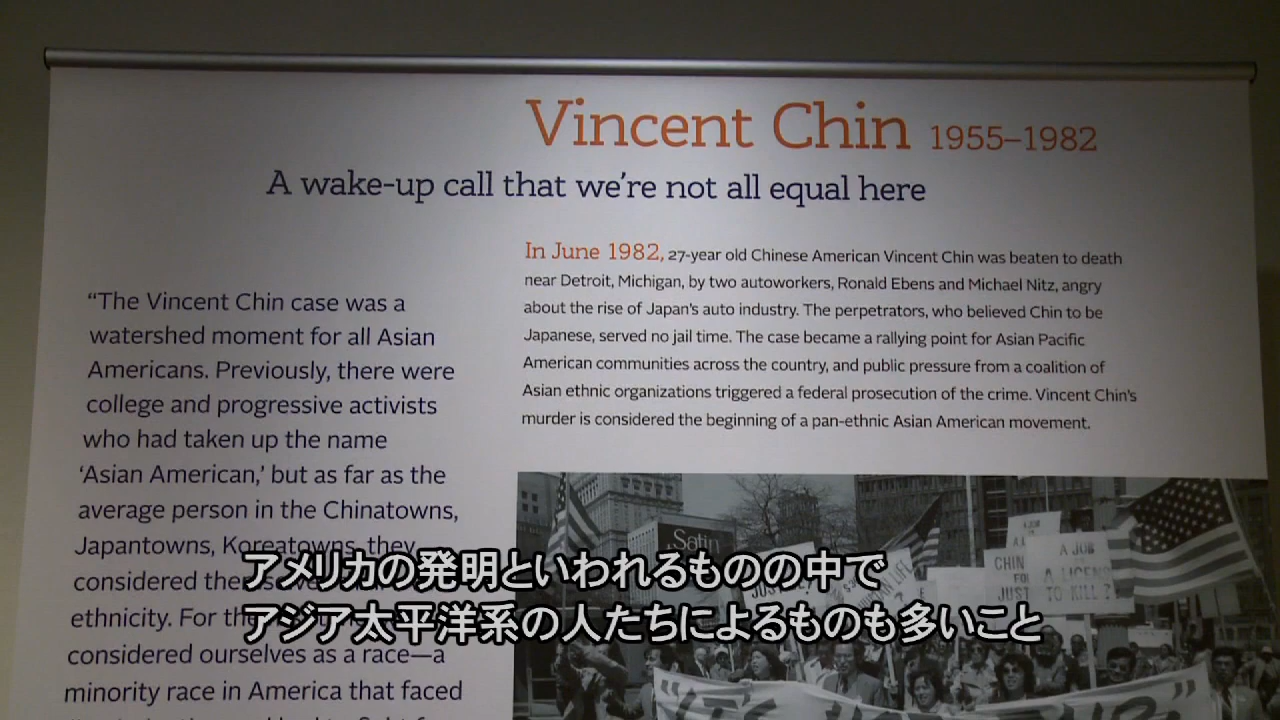 Vincent Chin 1955–1982
A wake-up call that we're not all equal here
In June 1982, 27-year old Chinese American Vincent Chin was beaten to death
near Detroit, Michigan, by two autoworkers, Ronald Ebens and Michael Nitz, angry
about the rise of Japan's auto industry. The perpetrators, who believed Chin to be
Japanese, served no jail time. The case became a rallying point for Asian Pacific
American communities across the country, and public pressure from a coalition of
Asian ethnic organizations triggered a federal prosecution of the crime. Vincent Chin's
murder is considered the beginning of a pan-ethnic Asian American movement.
“The Vincent Chin case was a
watershed moment for all Asian
Americans. Previously, there were
college and progressive activists
who had taken up the name
‘Asian American,’ but as far as the
average person in the Chinatowns,
Japantowns, Koreatowns, they
considered
ethnicity. For
considered ourselves as a race—a
minority race in America that faced
Satin
A JOB
A LICENSE
TO KILL?
アメリカの発明といわれるものの中で
アジア太平洋系の人たちによるものも多いこと